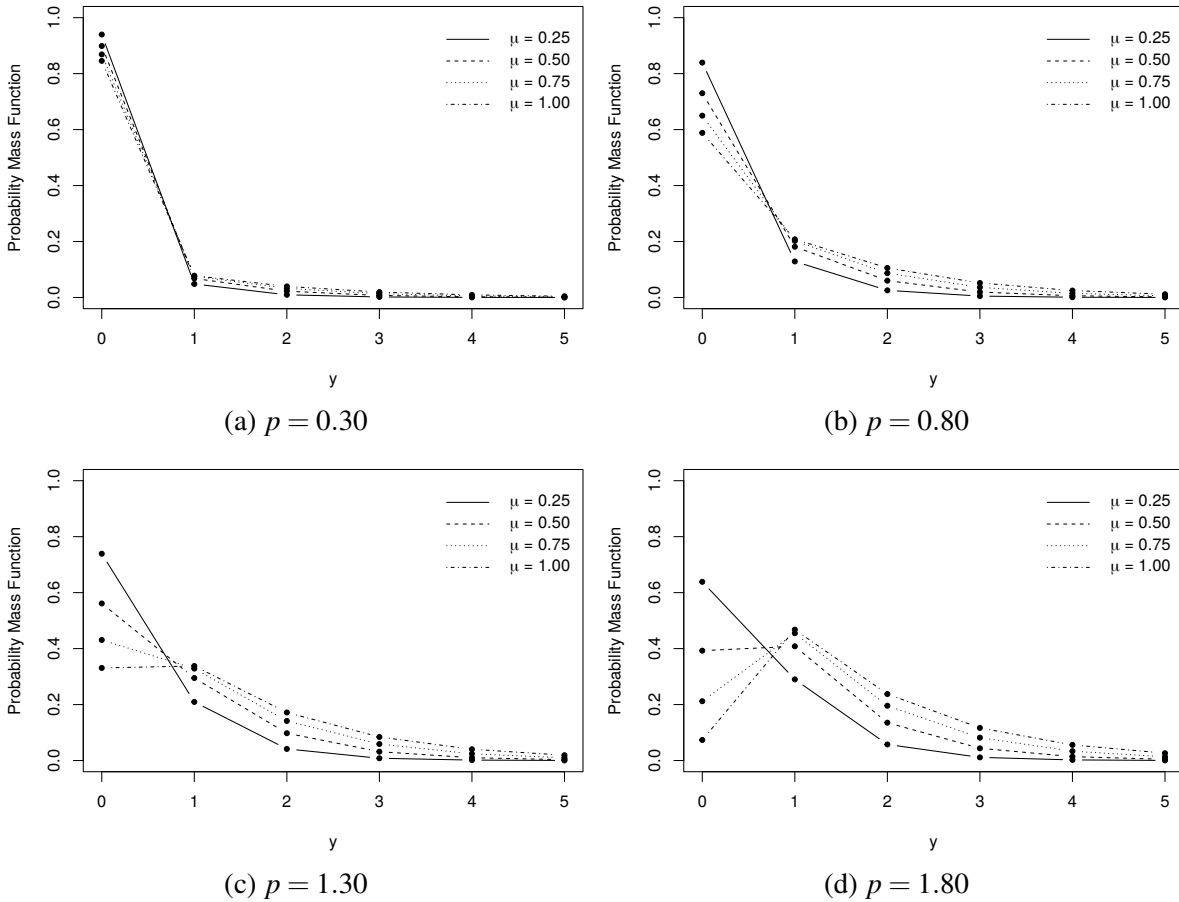 Probability Mass Function
0.0 0.2 0.4 0.6 0.8 1.0
μ = 0.25
μ = 0.50
μ = 0.75
μ = 1.00
0 1 2 3 4 5
y
(a) p = 0.30
Probability Mass Function
0.0 0.2 0.4 0.6 0.8 1.0
μ = 0.25
μ = 0.50
μ = 0.75
μ = 1.00
0 1 2 3 4 5
y
(b) p = 0.80
Probability Mass Function
0.0 0.2 0.4 0.6 0.8 1.0
μ = 0.25
μ = 0.50
μ = 0.75
μ = 1.00
0 1 2 3 4 5
y
(c) p = 1.30
Probability Mass Function
0.0 0.2 0.4 0.6 0.8 1.0
μ = 0.25
μ = 0.50
μ = 0.75
μ = 1.00
0 1 2 3 4 5
y
(d) p = 1.80